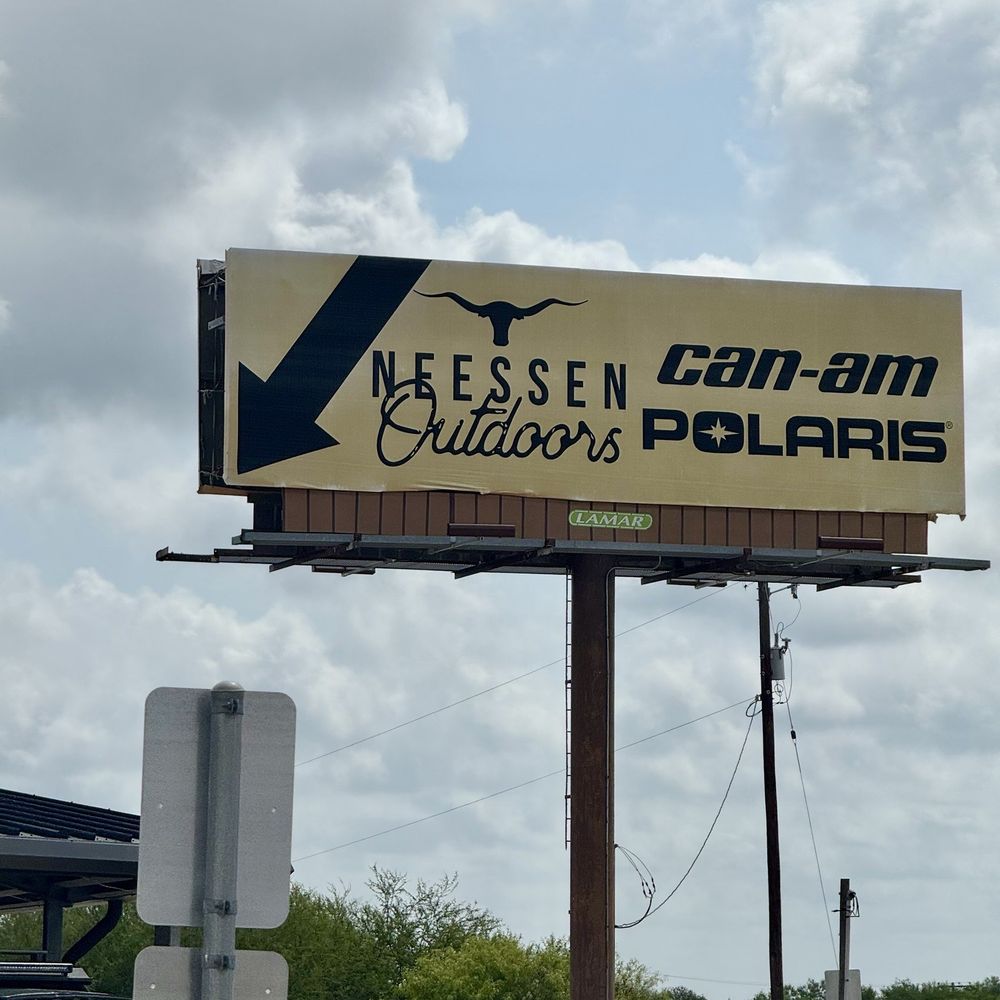 NEESSEN
Outdoors
can-am
POLARIS®
LAMAR